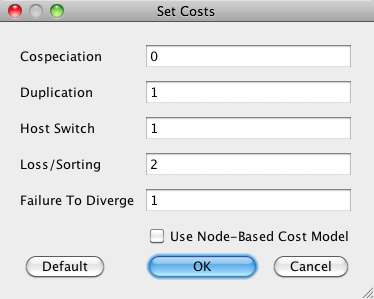 Set Costs
Cospeciation 0
Duplication 1
Host Switch 1
Loss/Sorting 2
Failure To Diverge 1
Use Node-Based Cost Model
Default OK Cancel